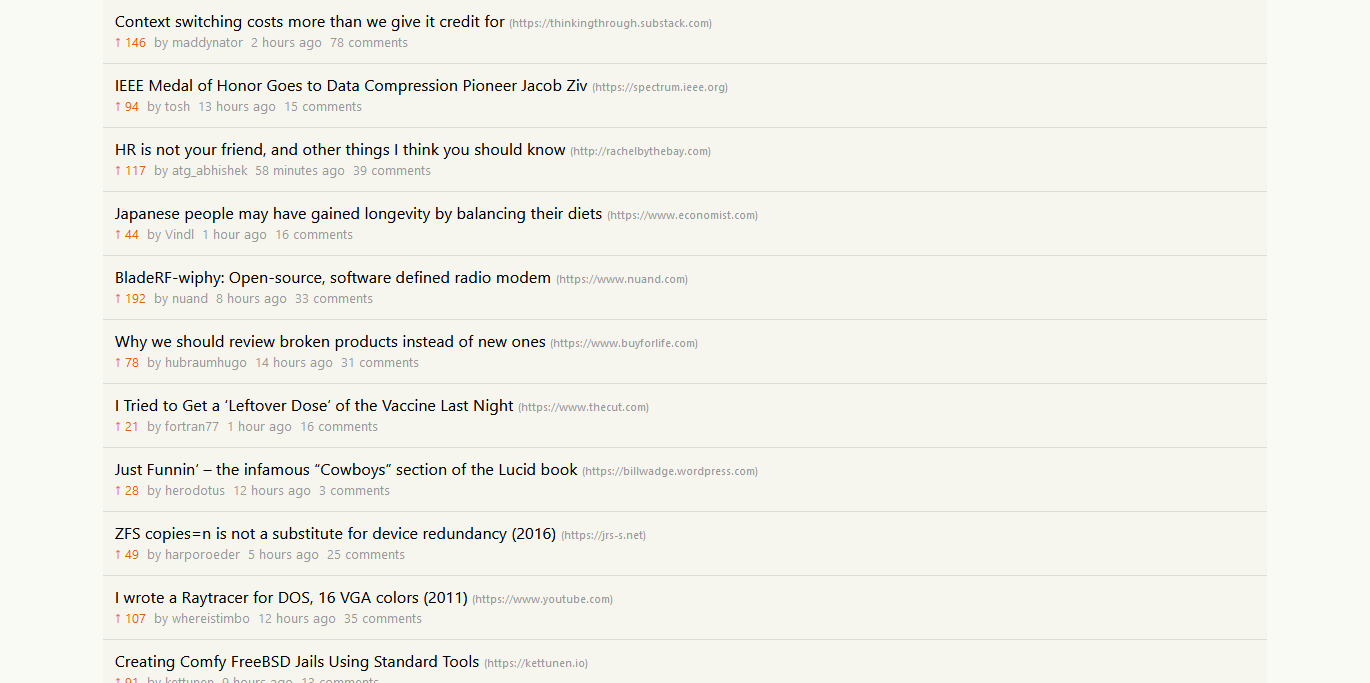 Context switching costs more than we give it credit for (https://thinkingthrough.substack.com)
↑ 146 by maddynator 2 hours ago 78 comments
IEEE Medal of Honor Goes to Data Compression Pioneer Jacob Ziv (https://spectrum.ieee.org)
↑ 94 by tosh 13 hours ago 15 comments
HR is not your friend, and other things I think you should know (http://rachelbythebay.com)
↑ 117 by atg_abhishek 58 minutes ago 39 comments
Japanese people may have gained longevity by balancing their diets (https://www.economist.com)
↑ 44 by Vindl 1 hour ago 16 comments
BladeRF-wiphy: Open-source, software defined radio modem (https://www.nuand.com)
↑ 192 by nuand 8 hours ago 33 comments
Why we should review broken products instead of new ones (https://www.buyforlife.com)
↑ 78 by hubraumhugo 14 hours ago 31 comments
I Tried to Get a ‘Leftover Dose’ of the Vaccine Last Night (https://www.thecut.com)
↑ 21 by fortran77 1 hour ago 16 comments
Just Funnin’ – the infamous “Cowboys” section of the Lucid book (https://billwadge.wordpress.com)
↑ 28 by herodotus 12 hours ago 3 comments
ZFS copies=n is not a substitute for device redundancy (2016) (https://jrs-s.net)
↑ 49 by harporoeder 5 hours ago 25 comments
I wrote a Raytracer for DOS, 16 VGA colors (2011) (https://www.youtube.com)
↑ 107 by whereistimbo 12 hours ago 35 comments
Creating Comfy FreeBSD Jails Using Standard Tools (https://kettunen.io)
↑ 91 by kettunen 9 hours ago 13 comments